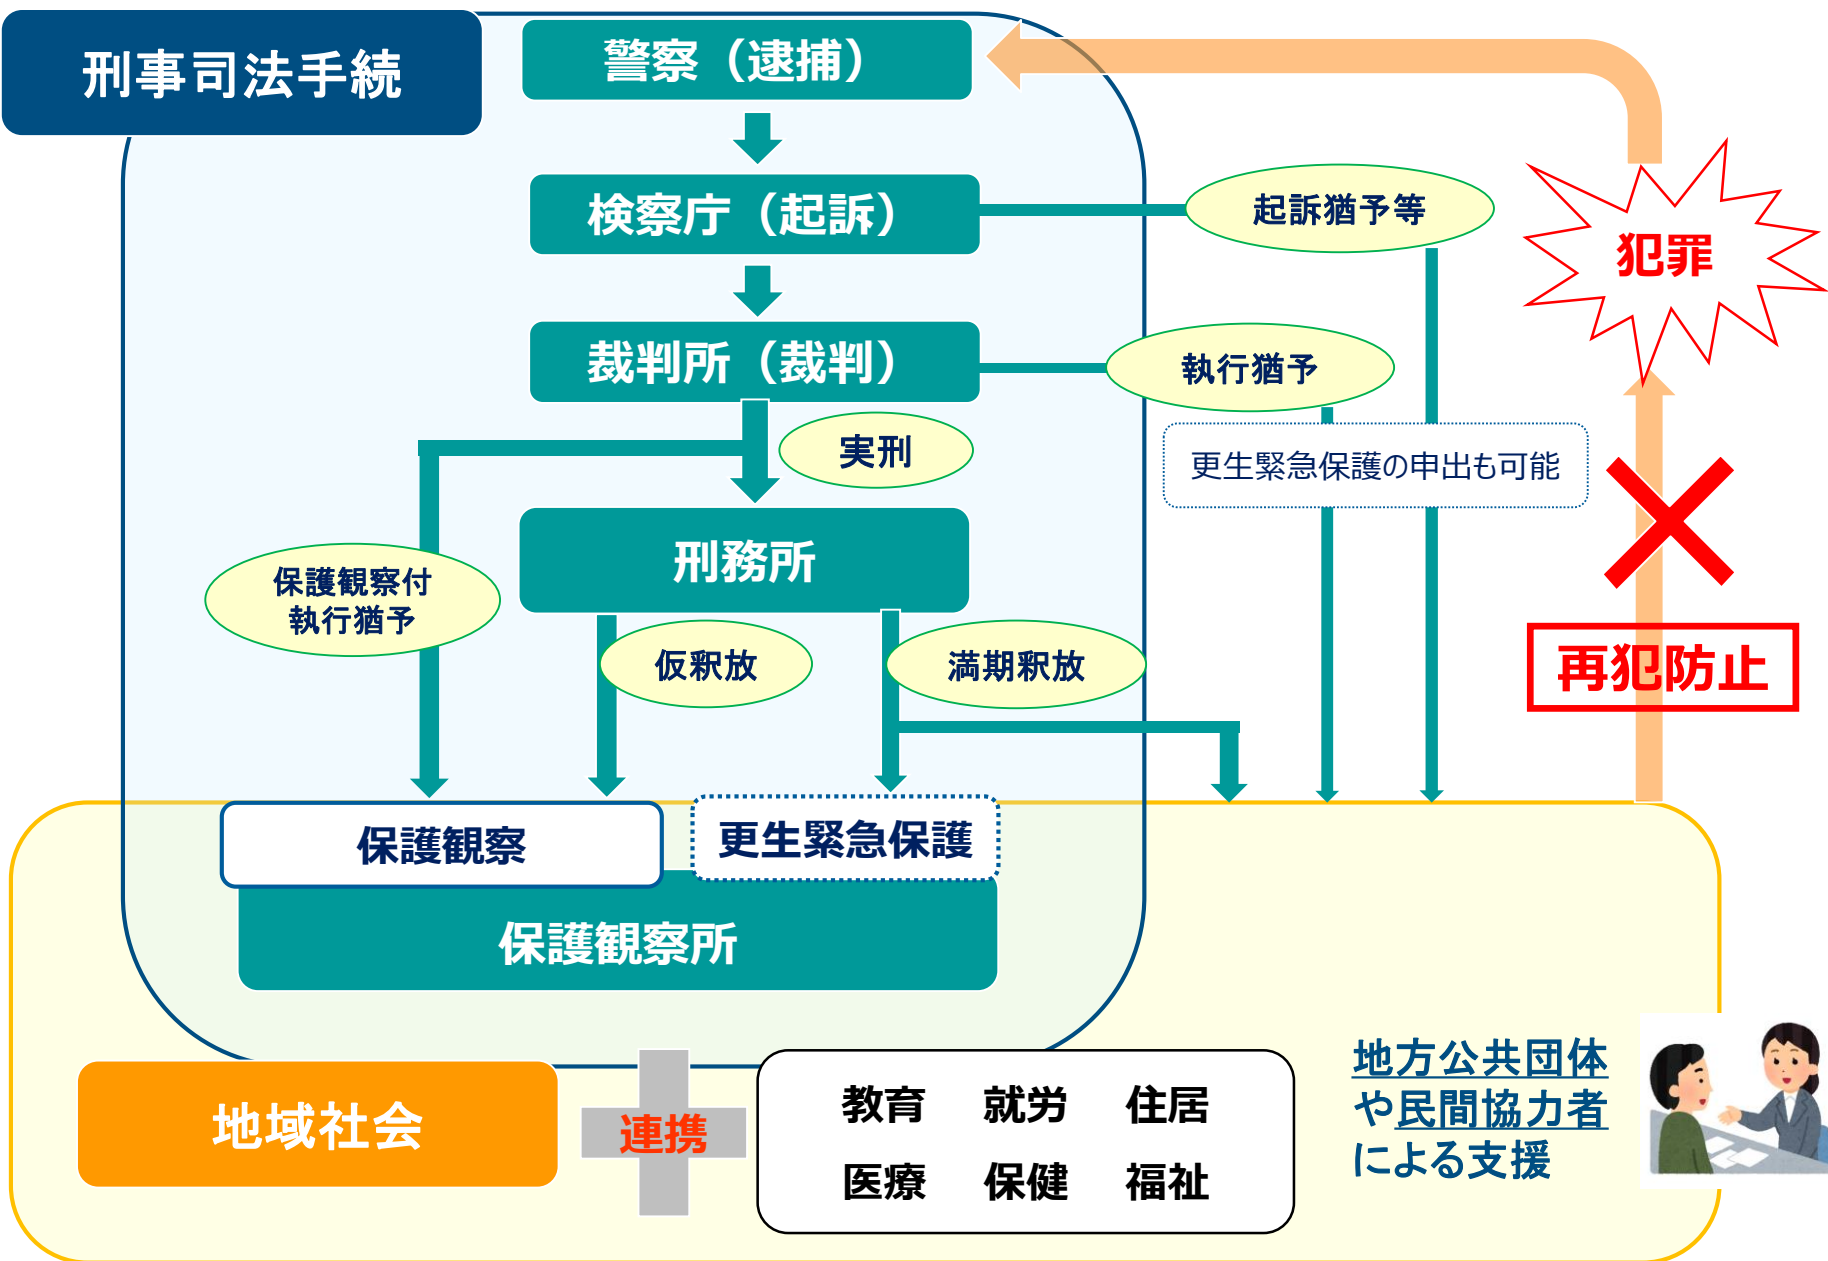 刑事司法手続
警察（逮捕）
検察庁（起訴）
起訴猶予等
犯罪
裁判所（裁判）
執行猶予
実刑
更生緊急保護の申出も可能
刑務所
保護観察付
執行猶予
仮釈放
満期釈放
再犯防止
保護観察
更生緊急保護
保護観察所
地域社会
連携
教育 就労 住居
医療 保健 福祉
地方公共団体
や民間協力者
による支援